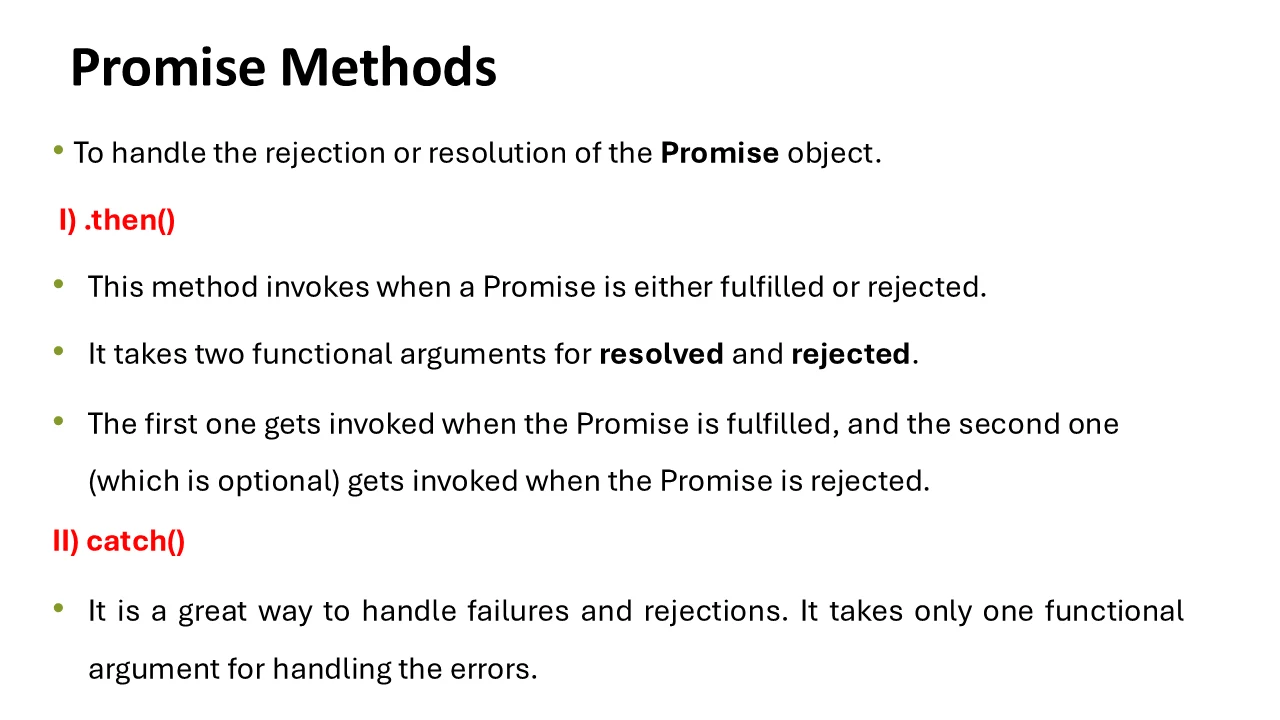 Promise Methods
• To handle the rejection or resolution of the Promise object.
I) .then()
• This method invokes when a Promise is either fulfilled or rejected.
• It takes two functional arguments for resolved and rejected.
• The first one gets invoked when the Promise is fulfilled, and the second one
(which is optional) gets invoked when the Promise is rejected.
II) catch()
• It is a great way to handle failures and rejections. It takes only one functional
argument for handling the errors.